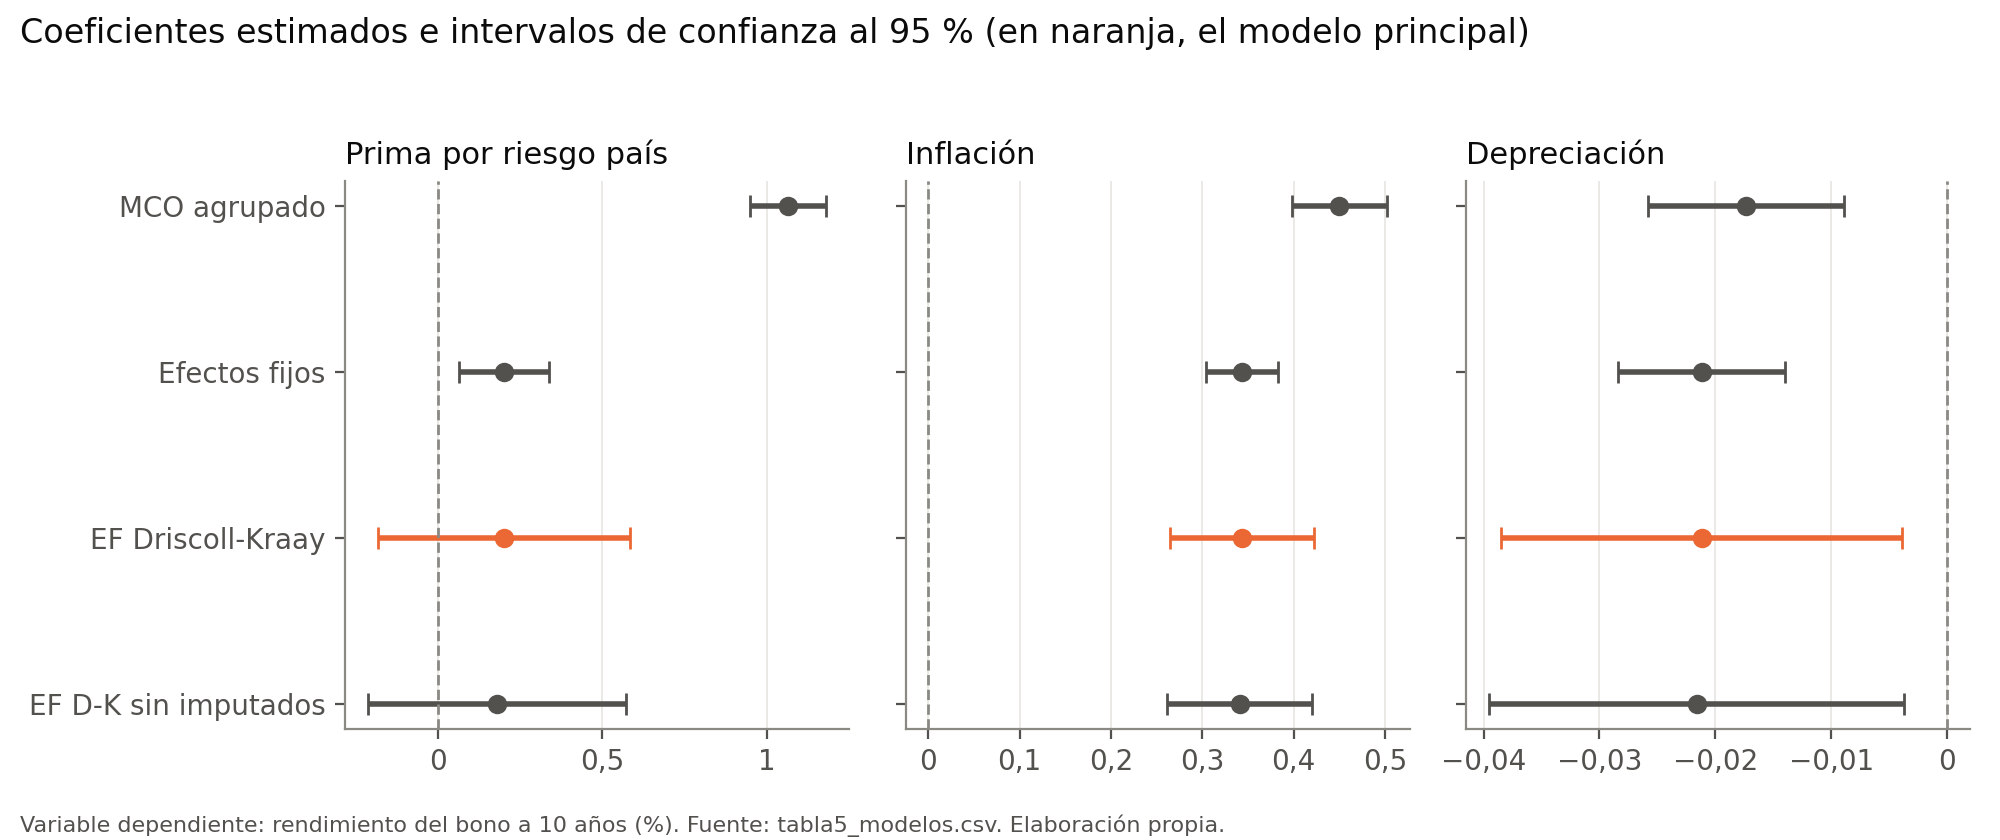 Coeficientes estimados e intervalos de confianza al 95 % (en naranja, el modelo principal)
Prima por riesgo país
Inflación
Depreciación
MCO agrupado
Efectos fijos
EF Driscoll-Kraay
EF D-K sin imputados
0 0,5 1
0 0,1 0,2 0,3 0,4 0,5
−0,04 −0,03 −0,02 −0,01 0
Variable dependiente: rendimiento del bono a 10 años (%). Fuente: tabla5_modelos.csv. Elaboración propia.